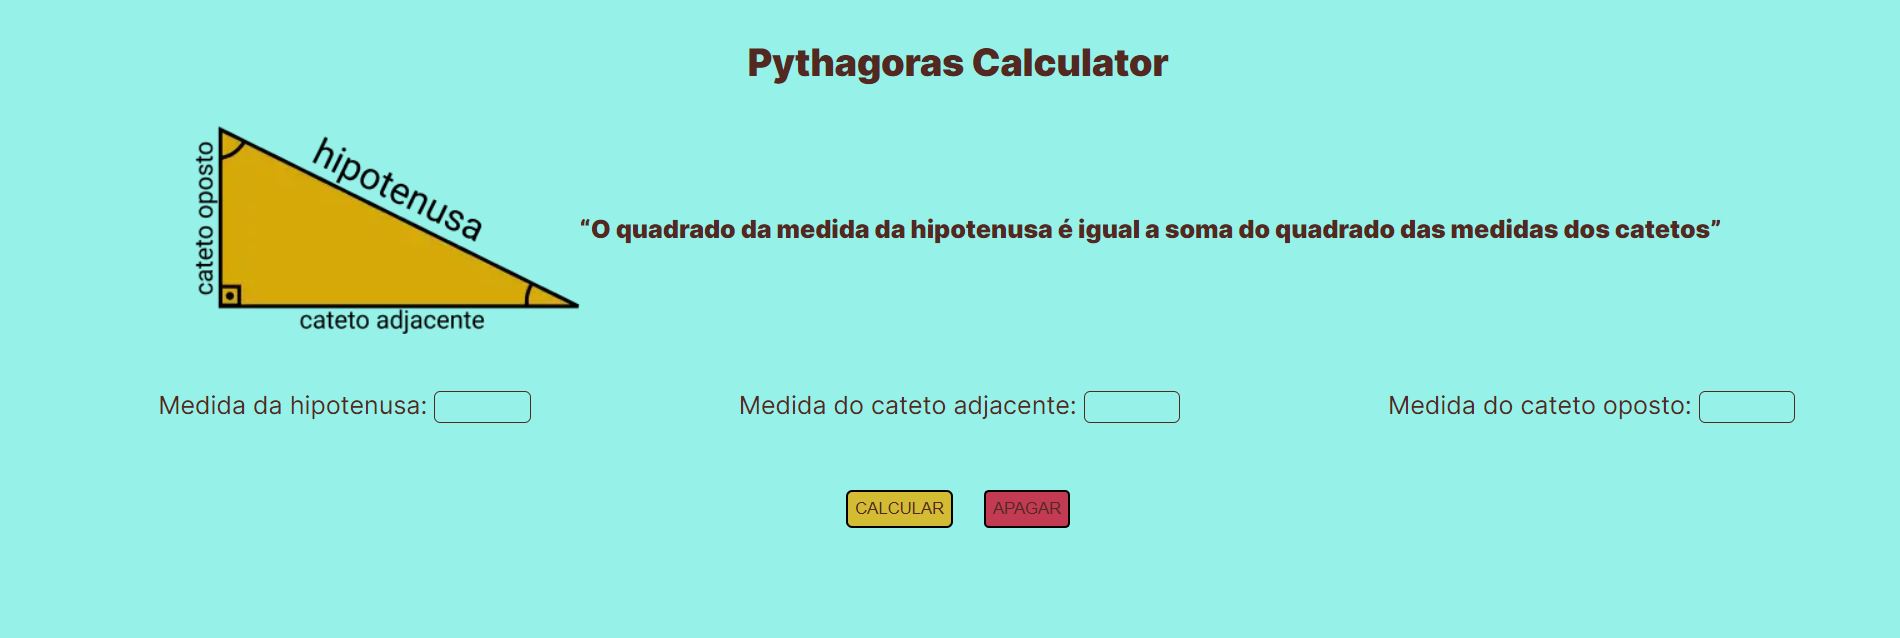 Pythagoras Calculator
cateto oposto
hipotenusa
cateto adjacente
“O quadrado da medida da hipotenusa é igual a soma do quadrado das medidas dos catetos”
Medida da hipotenusa:
Medida do cateto adjacente:
Medida do cateto oposto:
CALCULAR
APAGAR